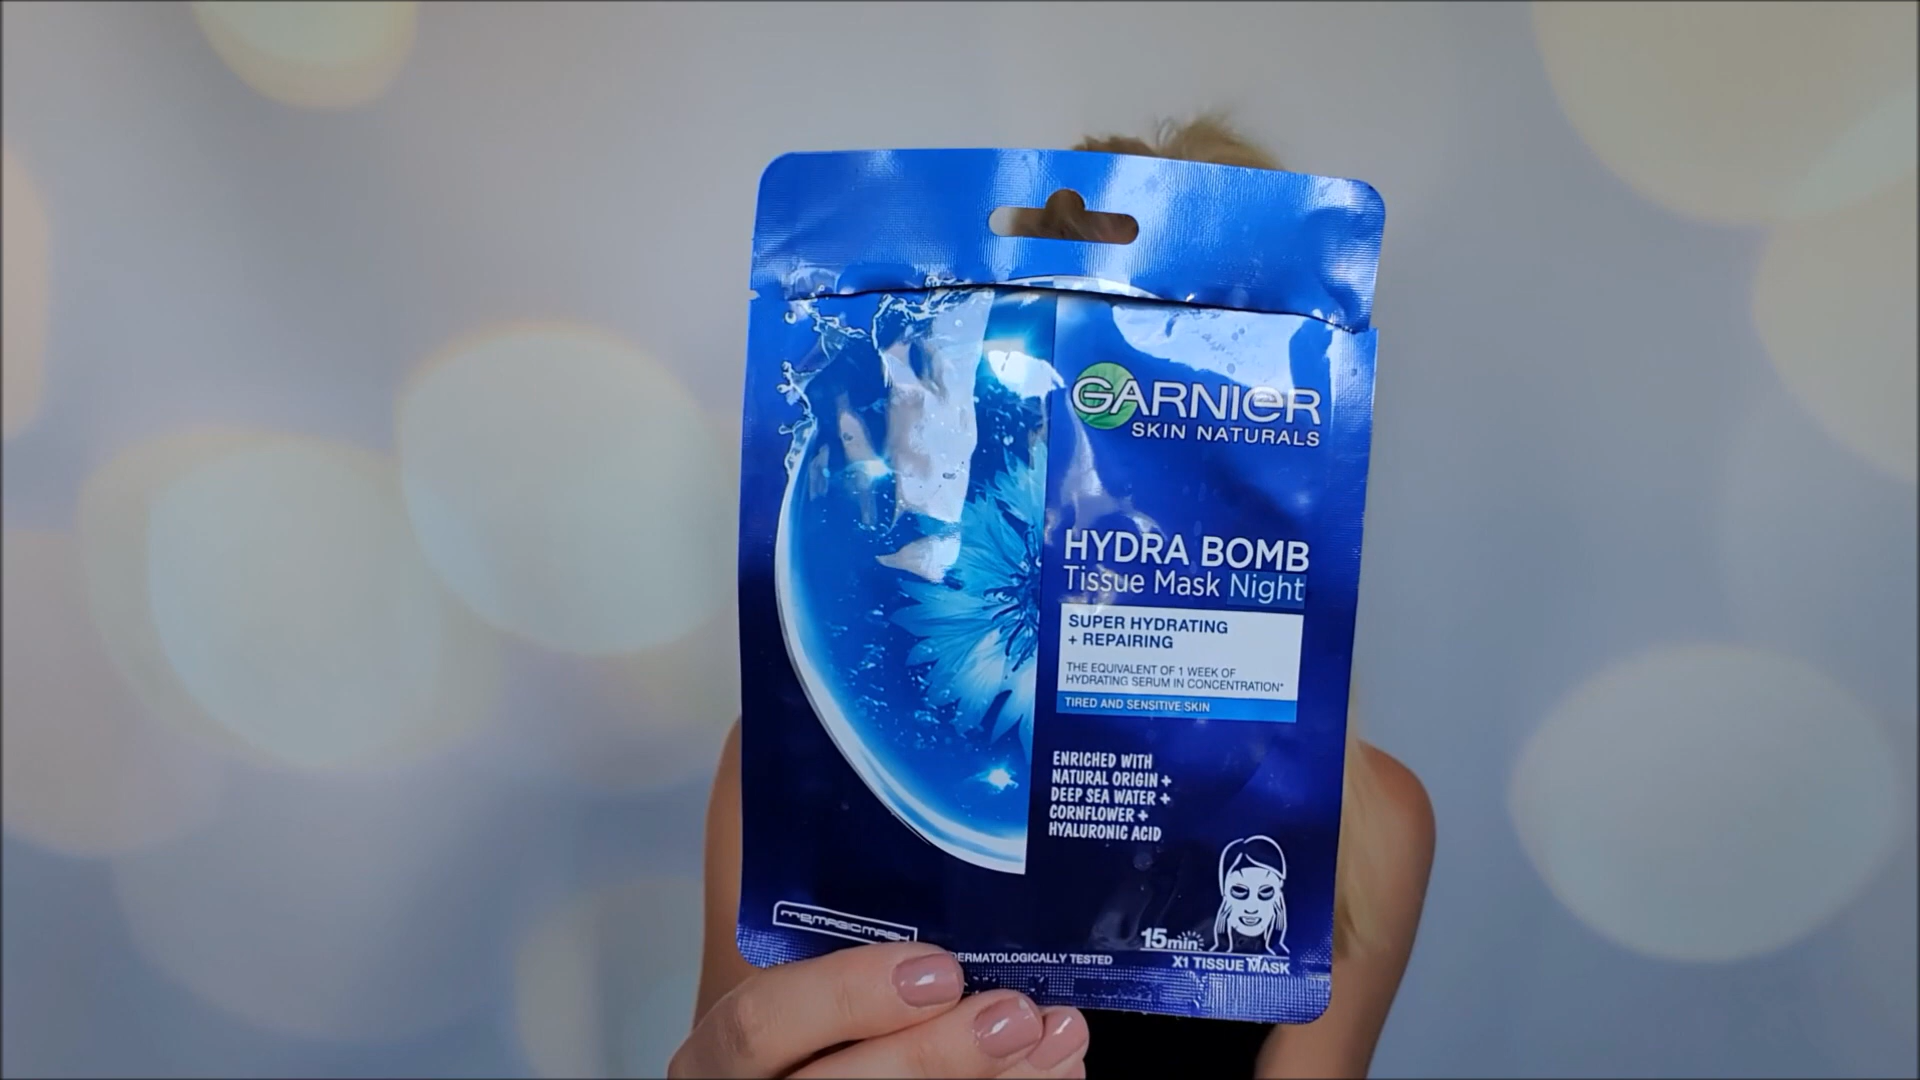 GARNIER
SKIN NATURALS
HYDRA BOMB
Tissue Mask Night
SUPER HYDRATING
+ REPAIRING
THE EQUIVALENT OF 1 WEEK OF
HYDRATING SERUM IN CONCENTRATION*
TIRED AND SENSITIVE SKIN
ENRICHED WITH
NATURAL ORIGIN +
DEEP SEA WATER +
CORNFLOWER +
HYALURONIC ACID
15min
X1 TISSUE MASK
DERMATOLOGICALLY TESTED